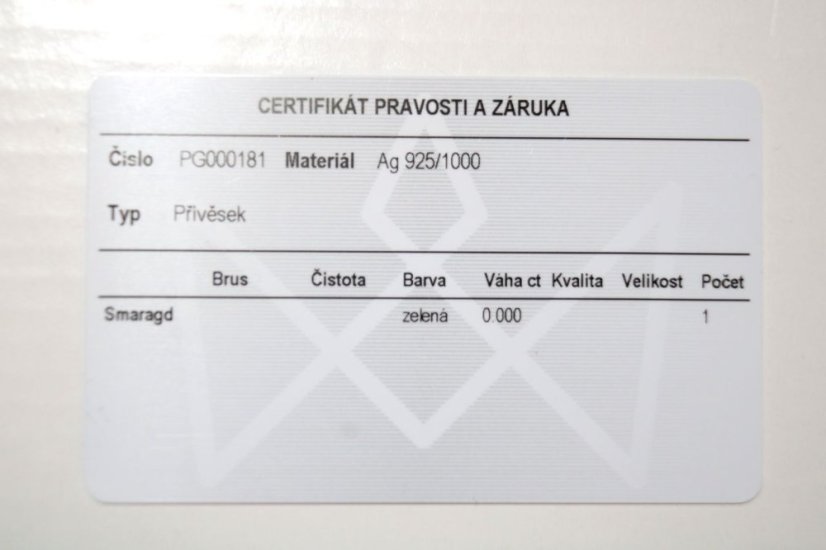 CERTIFIKÁT PRAVOSTI A ZÁRUKA
Číslo PG000181 Materiál Ag 925/1000
Typ Přivěsek
Brus Čistota Barva Váha ct Kvalita Velikost Počet
Smaragd zelená 0.000 1